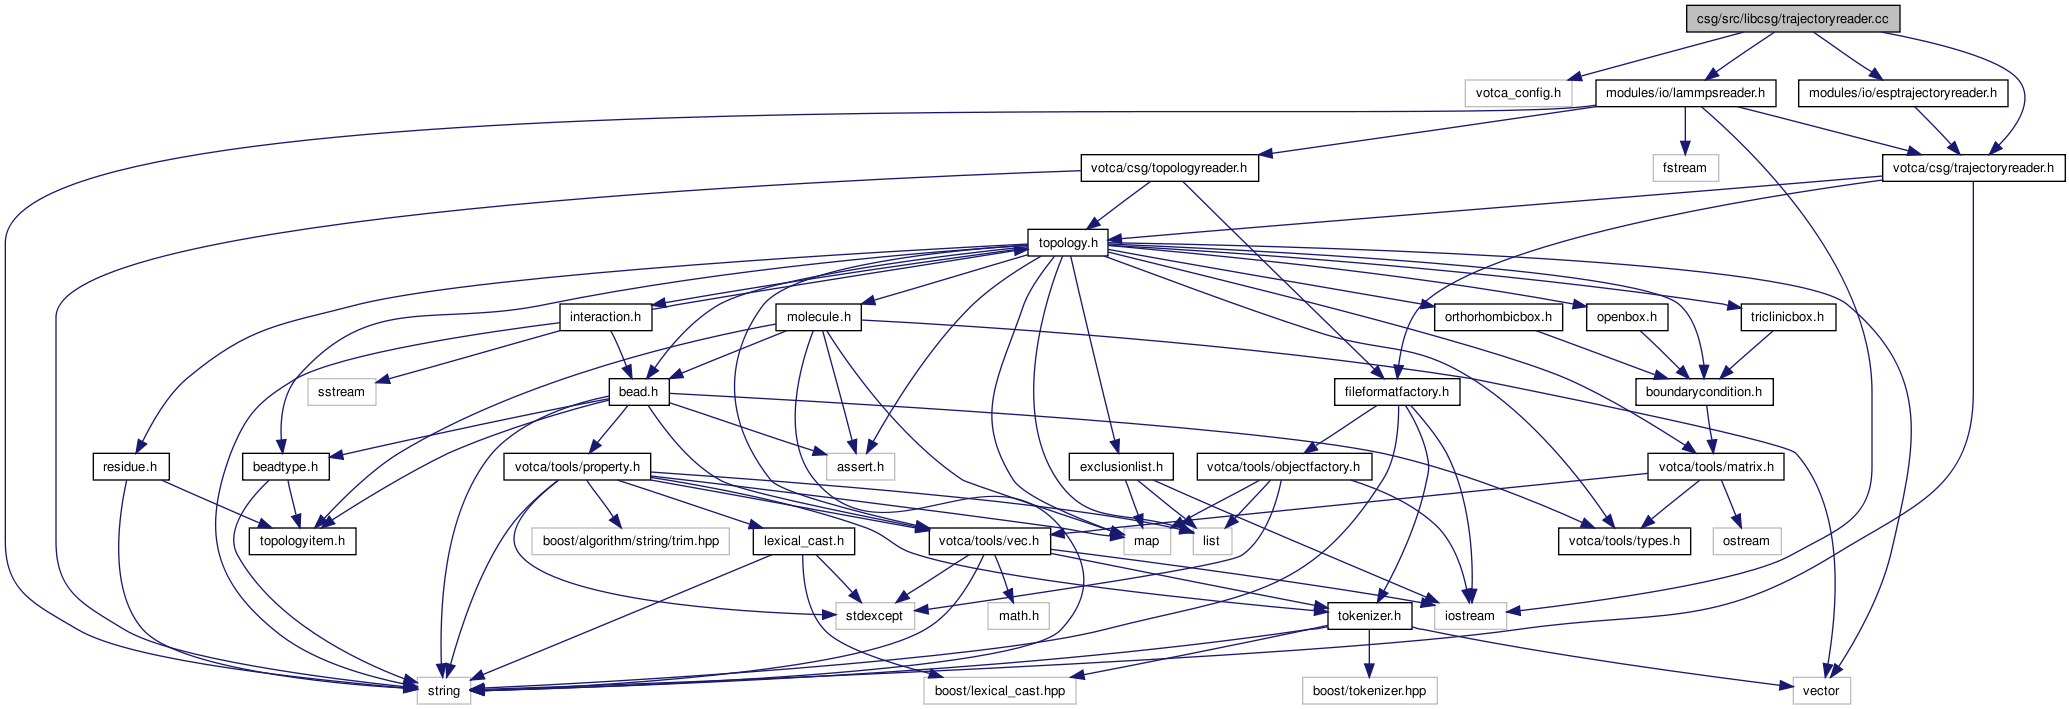 csg/src/libcsg/trajectoryreader.cc
votca_config.h
modules/io/lammpsreader.h
modules/io/esptrajectoryreader.h
votca/csg/topologyreader.h
fstream
votca/csg/trajectoryreader.h
topology.h
interaction.h
molecule.h
orthorhombicbox.h
openbox.h
triclinicbox.h
sstream
bead.h
fileformatfactory.h
boundarycondition.h
residue.h
beadtype.h
votca/tools/property.h
assert.h
exclusionlist.h
votca/tools/objectfactory.h
votca/tools/matrix.h
topologyitem.h
boost/algorithm/string/trim.hpp
lexical_cast.h
votca/tools/vec.h
map
list
votca/tools/types.h
ostream
stdexcept
math.h
tokenizer.h
iostream
string
boost/lexical_cast.hpp
boost/tokenizer.hpp
vector